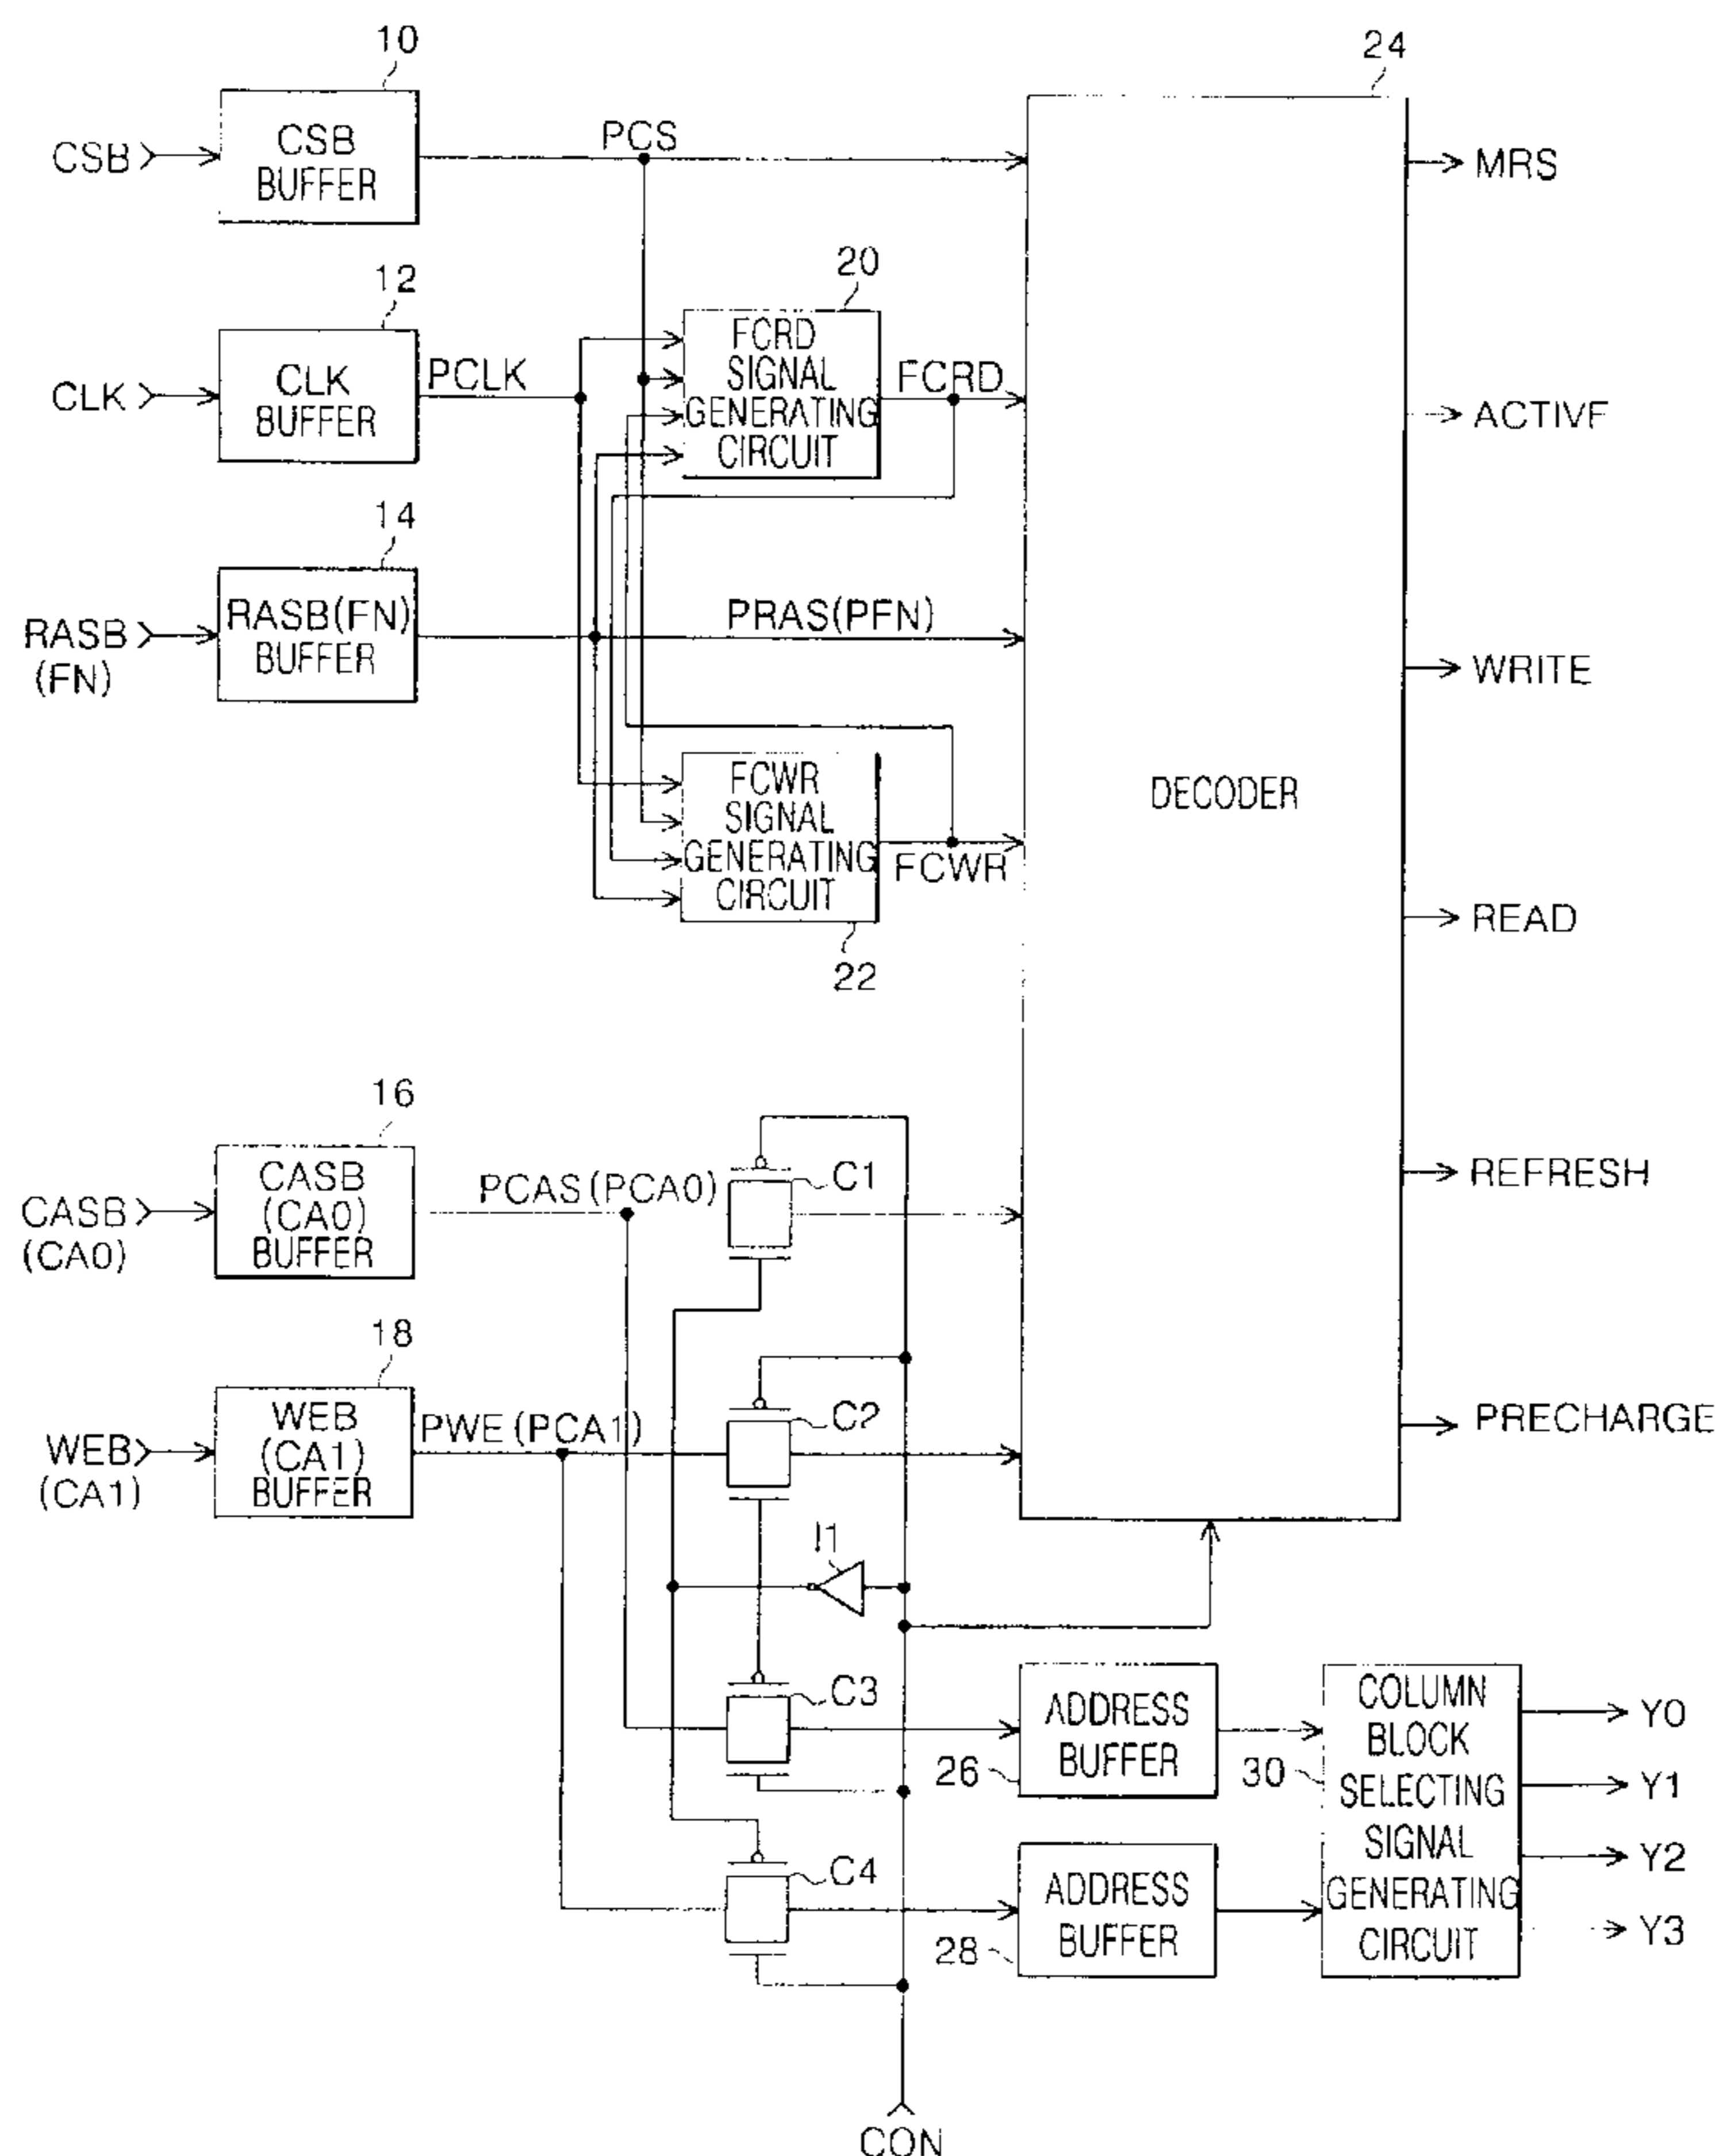 10
CSB
CSB
BUFFER
PCS
24
MRS
12
CLK
CLK
BUFFER
PCLK
20
FCRD
SIGNAL
GENERATING
CIRCUIT
FCRD
ACTIVF
14
RASB
(FN)
RASB(FN)
BUFFER
PRAS(PFN)
WRITE
FCWR
SIGNAL
GENERATING
CIRCUIT
FCWR
22
DECODER
READ
16
CASB
(CA0)
CASB
(CA0)
BUFFER
PCAS(PCA0)
C1
REFRESH
18
WEB
(CA1)
WEB
(CA1)
BUFFER
PWE(PCA1)
C2
PRECHARGE
I1
C3
ADDRESS
BUFFER
26
C4
ADDRESS
BUFFER
28
COLUMN
BLOCK
SELECTING
SIGNAL
GENERATING
CIRCUIT
30
Y0
Y1
Y2
Y3
CON